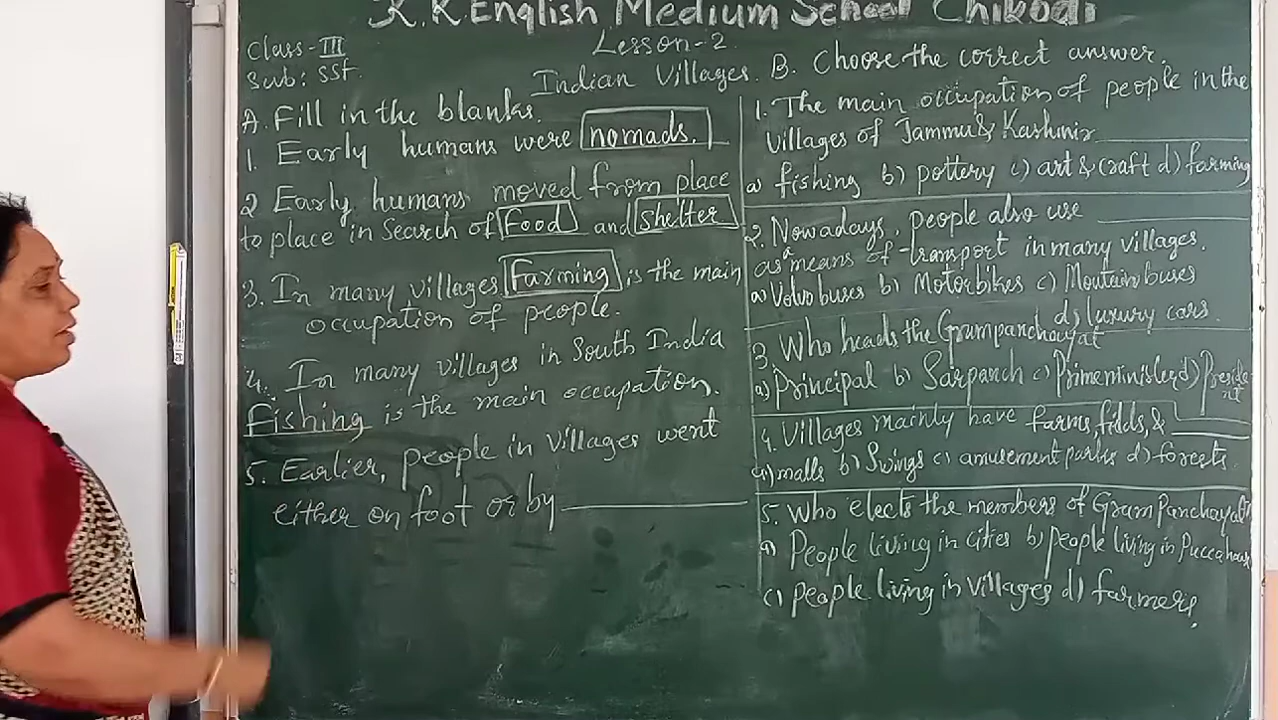 K.K.English Medium School Chikodi
Class-III
Sub: SST.
Lesson-2.
Indian Villages.
A. Fill in the blanks.
1. Early humans were nomads.
2 Early humans moved from place
to place in Search of Food and Shelter
3. In many villages Farming is the main
occupation of people.
4. In many villages in South India
Fishing is the main occupation.
5. Earlier, people in villages went
either on foot or by
B. Choose the correct answer.
1. The main occupation of people in the
villages of Jammu & Kashmir
a) fishing b) pottery c) art & craft d) farming
2. Nowadays, people also use
as a means of transport in many villages.
a) Volvo buses b) Motorbikes c) Mountain buses
d) luxury cars.
3. Who heads the Grampanchayat
a) Principal b) Sarpanch c) Primeminister d) President
4. Villages mainly have farms, fields, &
a) malls b) Swings c) amusement parks d) forests.
5. Who elects the members of Gram Panchayat
a) People living in cities b) people living in Pucca
c) people living in villages d) farmers.